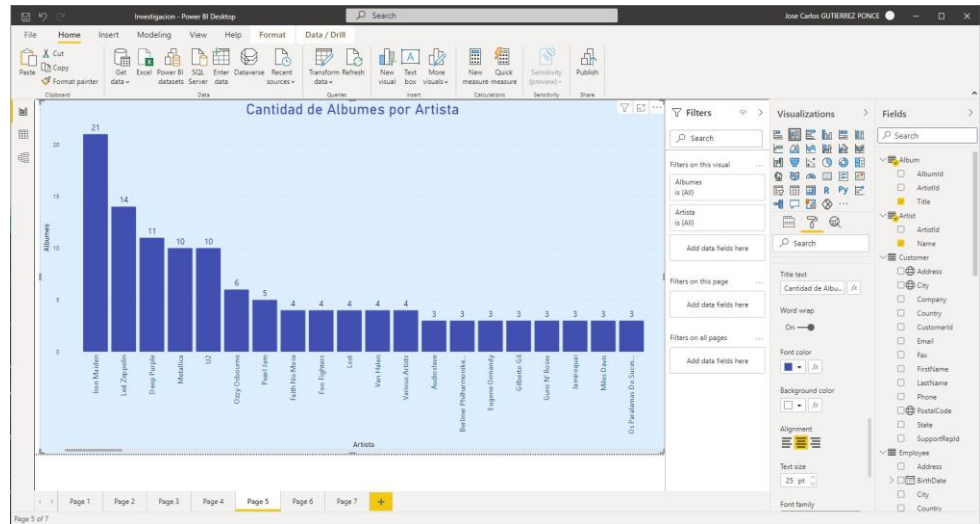 Investigacion - Power BI Desktop
Search
Jose Carlos GUTIERREZ PONCE
File
Home
Insert
Modeling
View
Help
Format
Data / Drill
Paste
Cut
Copy
Format painter
Clipboard
Get data
Excel
Power BI datasets
SQL Server
Enter data
Dataverse
Recent sources
Data
Transform data
Refresh
Queries
New visual
Text box
More visuals
Insert
New measure
Quick measure
Calculations
Sensitivity (preview)
Sensitivity
Publish
Share
Cantidad de Albumes por Artista
Albumes
20
15
10
5
0
21
14
11
10
10
6
5
4
4
4
4
4
3
3
3
3
3
3
3
3
Iron Maiden
Led Zeppelin
Deep Purple
Metallica
U2
Ozzy Osbourne
Pearl Jam
Faith No More
Foo Fighters
Lost
Van Halen
Various Artists
Audioslave
Berliner Philharmonike...
Eugene Ormandy
Gilberto Gil
Guns N' Roses
Jamiroquai
Miles Davis
Os Paralamas Do Suces...
Artista
Filters
Search
Filters on this visual
...
Albumes
is (All)
Artista
is (All)
Add data fields here
Filters on this page
...
Add data fields here
Filters on all pages
...
Add data fields here
Visualizations
R
Py
...
Search
Title text
Cantidad de Albu...
fx
Word wrap
On
Font color
fx
Background color
fx
Alignment
Text size
25 pt
Font family
Fields
Search
Album
AlbumId
ArtistId
Title
Artist
ArtistId
Name
Customer
Address
City
Company
Country
CustomerId
Email
Fax
FirstName
LastName
Phone
PostalCode
State
SupportRepId
Employee
Address
BirthDate
City
Country
Page 1
Page 2
Page 3
Page 4
Page 5
Page 6
Page 7
+
Page 5 of 7